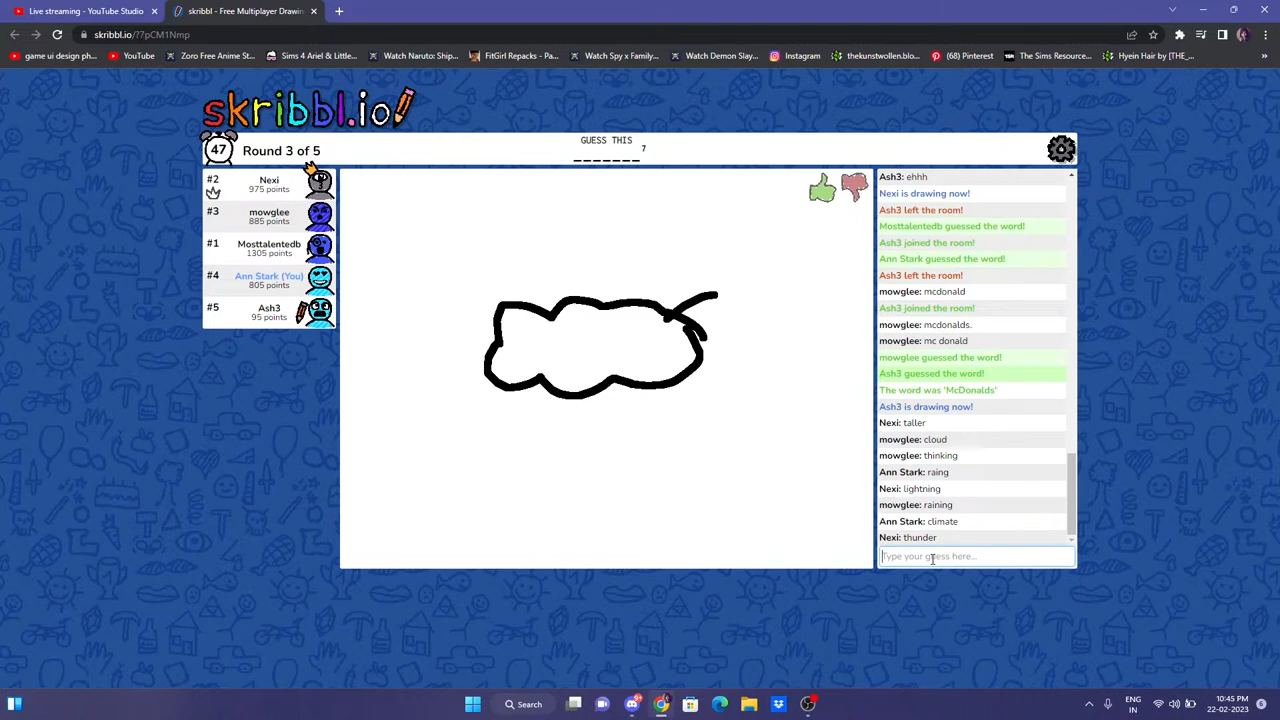 Live streaming - YouTube Studio
skribbl - Free Multiplayer Drawin
skribbl.io/?7pCM1Nmp
game ui design ph...
YouTube
Zoro Free Anime St...
Sims 4 Ariel & Little...
Watch Naruto: Ship...
FitGirl Repacks - Pa...
Watch Spy x Family...
Watch Demon Slay...
Instagram
thekunstwollen.blo...
(68) Pinterest
The Sims Resource...
Hyein Hair by [THE_...
skribbl.io
47
Round 3 of 5
GUESS THIS
_______ 7
#2
Nexi
975 points
#3
mowglee
885 points
#1
Mosttalentedb
1305 points
#4
Ann Stark (You)
805 points
#5
Ash3
95 points
Ash3: ehhh
Nexi is drawing now!
Ash3 left the room!
Mosttalentedb guessed the word!
Ash3 joined the room!
Ann Stark guessed the word!
Ash3 left the room!
mowglee: mcdonald
Ash3 joined the room!
mowglee: mcdonalds.
mowglee: mc donald
mowglee guessed the word!
Ash3 guessed the word!
The word was 'McDonalds'
Ash3 is drawing now!
Nexi: taller
mowglee: cloud
mowglee: thinking
Ann Stark: raing
Nexi: lightning
mowglee: raining
Ann Stark: climate
Nexi: thunder
Type your guess here...
Search
ENG
IN
10:45 PM
22-02-2023